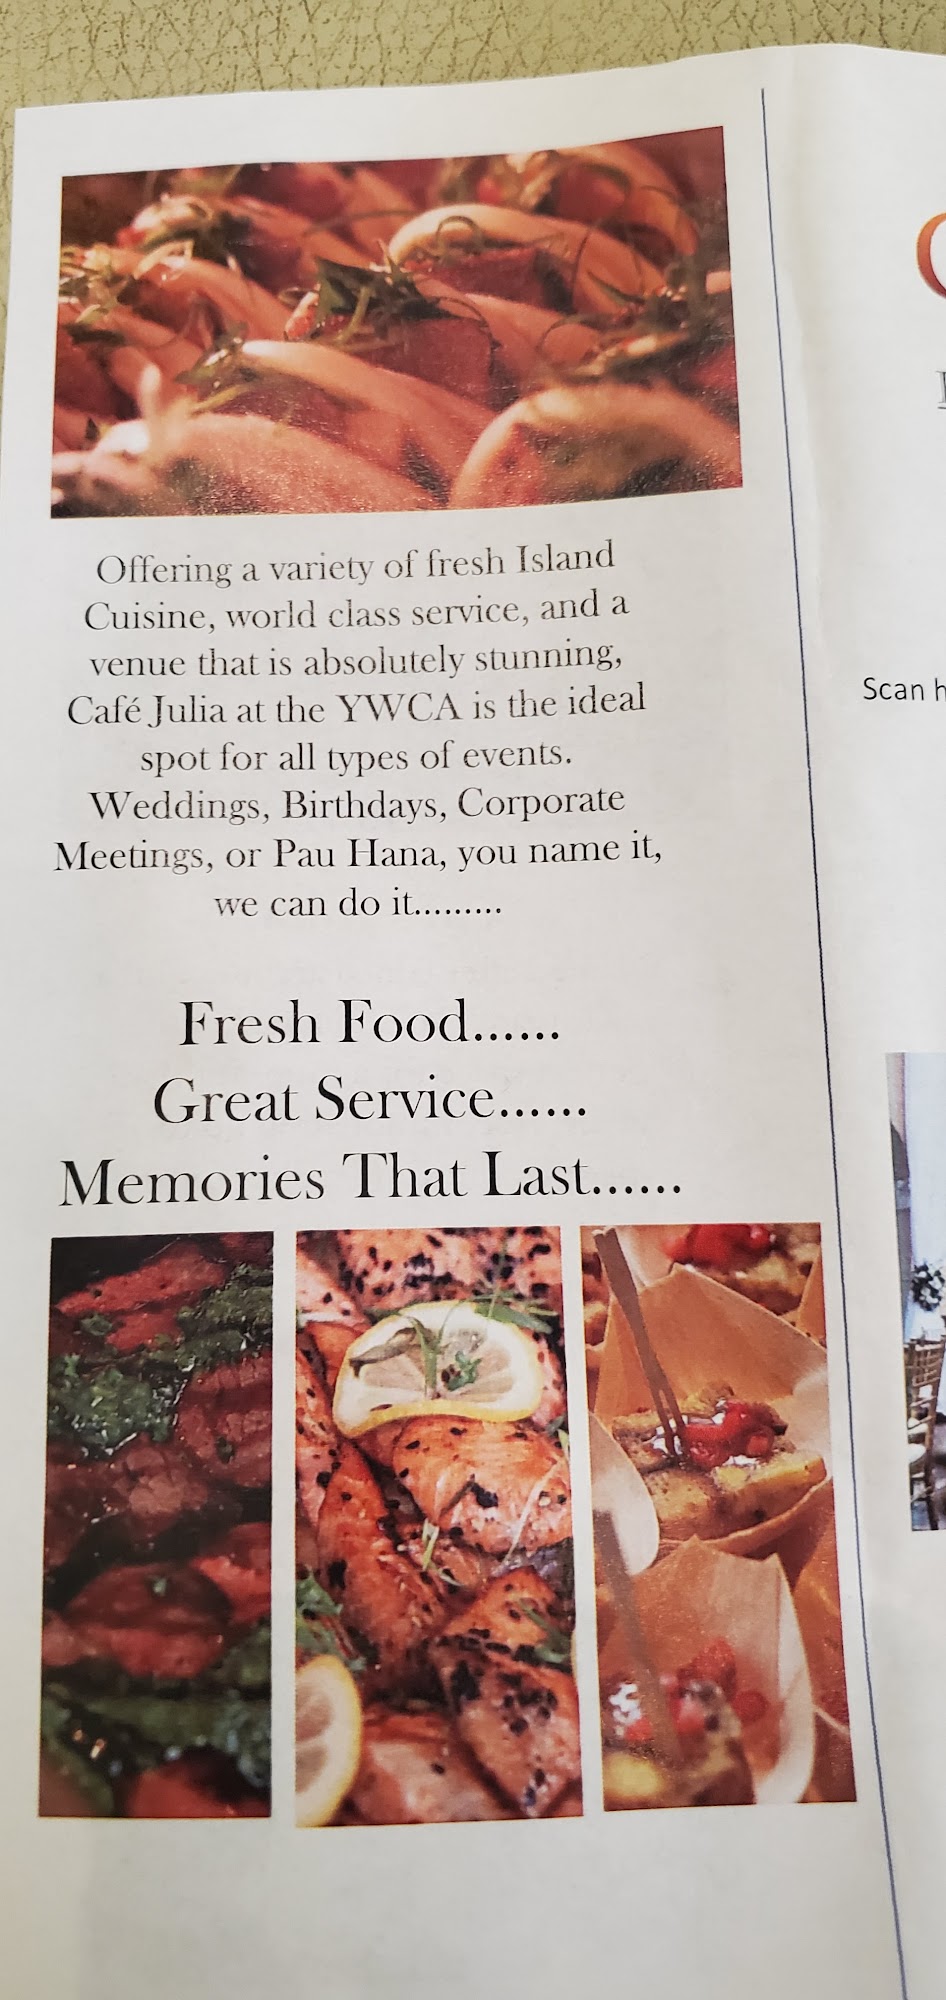 Offering a variety of fresh Island
Cuisine, world class service, and a
venue that is absolutely stunning,
Café Julia at the YWCA is the ideal
spot for all types of events.
Weddings, Birthdays, Corporate
Meetings, or Pau Hana, you name it,
we can do it.........
Fresh Food......
Great Service......
Memories That Last......
Scan